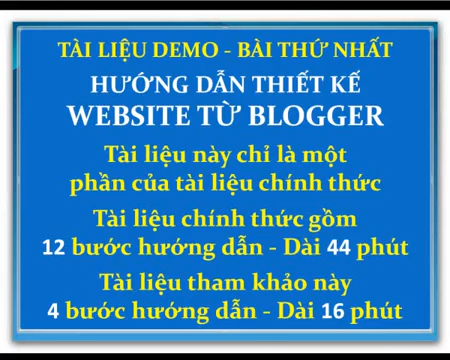 TÀI LIỆU DEMO - BÀI THỨ NHẤT
HƯỚNG DẪN THIẾT KẾ
WEBSITE TỪ BLOGGER
Tài liệu này chỉ là một
phần của tài liệu chính thức
Tài liệu chính thức gồm
12 bước hướng dẫn - Dài 44 phút
Tài liệu tham khảo này
4 bước hướng dẫn - Dài 16 phút